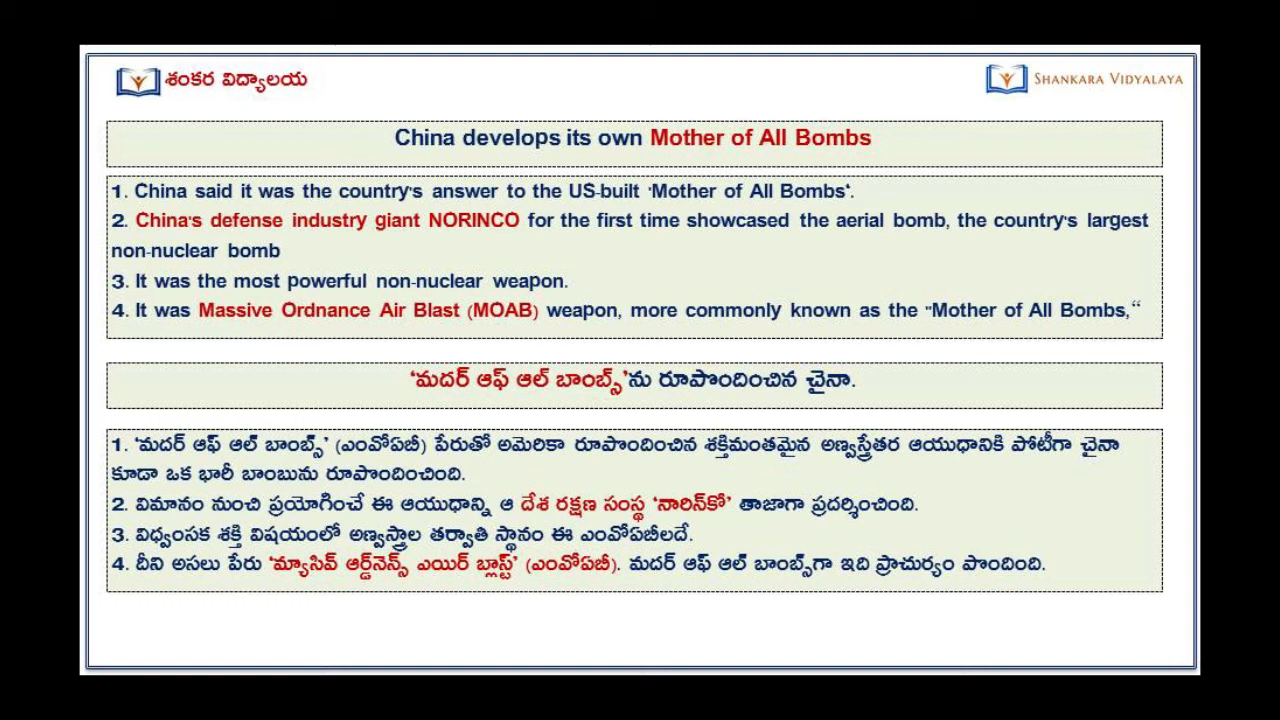 శంకర విద్యాలయ
SHANKARA VIDYALAYA
China develops its own Mother of All Bombs
1. China said it was the country's answer to the US-built 'Mother of All Bombs'.
2. China's defense industry giant NORINCO for the first time showcased the aerial bomb, the country's largest
non-nuclear bomb
3. It was the most powerful non-nuclear weapon.
4. It was Massive Ordnance Air Blast (MOAB) weapon, more commonly known as the "Mother of All Bombs,“
‘మదర్ ఆఫ్ ఆల్ బాంబ్స్’ను రూపొందించిన చైనా.
1. ‘మదర్ ఆఫ్ ఆల్ బాంబ్స్’ (ఎంవోఏబీ) పేరుతో అమెరికా రూపొందించిన శక్తిమంతమైన అణ్వస్త్రేతర ఆయుధానికి పోటీగా చైనా
కూడా ఒక భారీ బాంబును రూపొందించింది.
2. విమానం నుంచి ప్రయోగించే ఈ ఆయుధాన్ని ఆ దేశ రక్షణ సంస్థ ‘నారిన్‌కో’ తాజాగా ప్రదర్శించింది.
3. విధ్వంసక శక్తి విషయంలో అణ్వస్త్రాల తర్వాతి స్థానం ఈ ఎంవోఏబీలదే.
4. దీని అసలు పేరు ‘మ్యాసివ్ ఆర్డ్‌నెన్స్ ఎయిర్ బ్లాస్ట్’ (ఎంవోఏబీ). మదర్ ఆఫ్ ఆల్ బాంబ్స్‌గా ఇది ప్రాచుర్యం పొందింది.